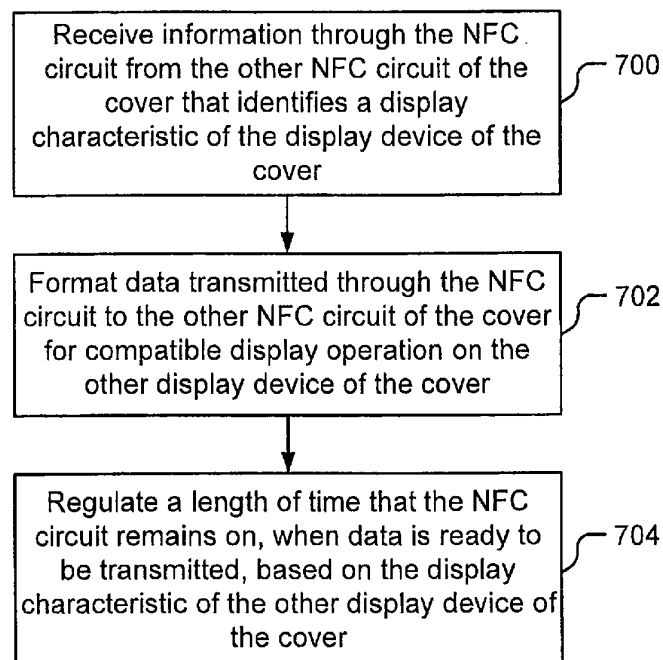 Receive information through the NFC
circuit from the other NFC circuit of the
cover that identifies a display
characteristic of the display device of the
cover
700
Format data transmitted through the NFC
circuit to the other NFC circuit of the cover
for compatible display operation on the
other display device of the cover
702
Regulate a length of time that the NFC
circuit remains on, when data is ready to
be transmitted, based on the display
characteristic of the other display device of
the cover
704